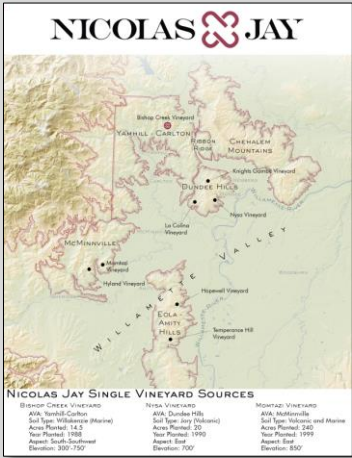 NICOLAS JAY
Bishop Creek Vineyard
YAMHILL - CARLTON
RIBBON
RIDGE
CHEHALEM
MOUNTAINS
Knights Gambit Vineyard
DUNDEE HILLS
Nysa Vineyard
La Colina
Vineyard
MCMINNVILLE
Momtazi
Vineyard
Hyland Vineyard
WILLAMETTE VALLEY
Hopewell Vineyard
EOLA -
AMITY
HILLS
Temperance Hill
Vineyard
NICOLAS JAY SINGLE VINEYARD SOURCES
BISHOP CREEK VINEYARD
AVA: Yamhill-Carlton
Soil Type: Willakenzie (Marine)
Acres Planted: 14.5
Year Planted: 1988
Aspect: South-Southwest
Elevation: 300'-750'
NYSA VINEYARD
AVA: Dundee Hills
Soil Type: Jory (Volcanic)
Acres Planted: 20
Year Planted: 1990
Aspect: East
Elevation: 700'
MOMTAZI VINEYARD
AVA: McMinnville
Soil Type: Volcanic and Marine
Acres Planted: 240
Year Planted: 1999
Aspect: East
Elevation: 850'